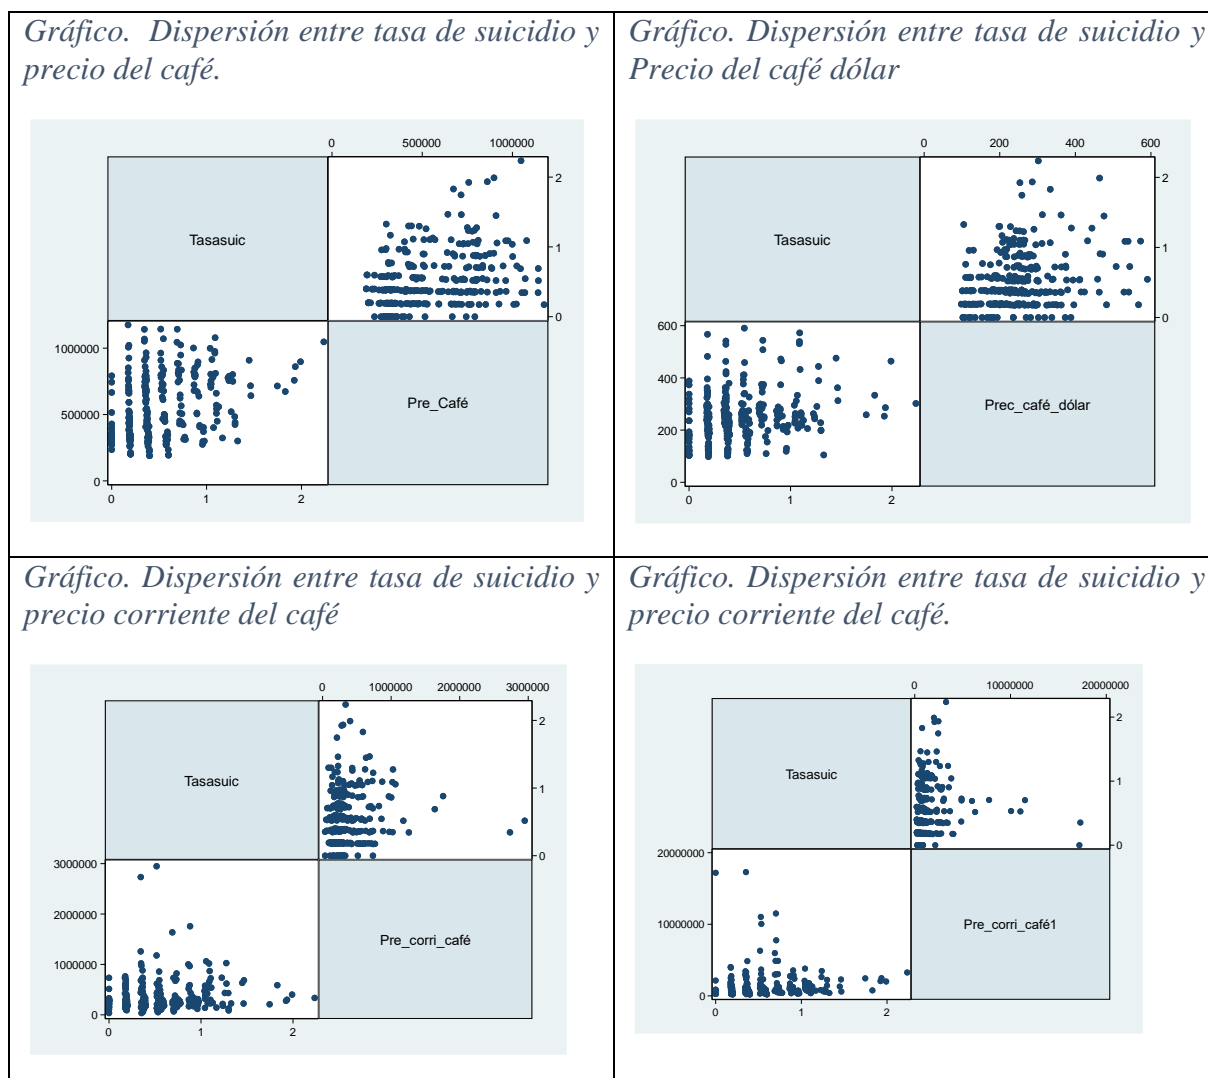 Gráfico. Dispersión entre tasa de suicidio y
precio del café.
0 500000 1000000
Tasasuic
2
1
0
1000000
500000
0
Pre_Café
0 1 2
Gráfico. Dispersión entre tasa de suicidio y
Precio del café dólar
0 200 400 600
Tasasuic
2
1
0
600
400
200
0
Prec_café_dólar
0 1 2
Gráfico. Dispersión entre tasa de suicidio y
precio corriente del café
0 1000000 2000000 3000000
Tasasuic
2
1
0
3000000
2000000
1000000
0
Pre_corri_café
0 1 2
Gráfico. Dispersión entre tasa de suicidio y
precio corriente del café.
0 10000000 20000000
Tasasuic
2
1
0
20000000
10000000
0
Pre_corri_café1
0 1 2